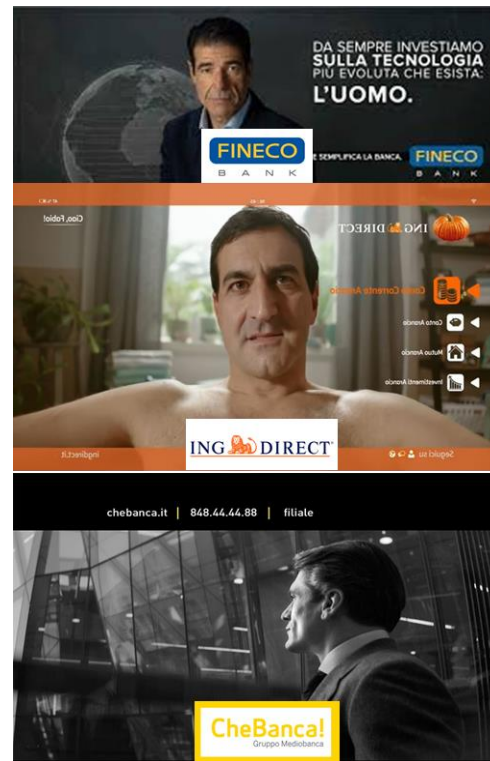 DA SEMPRE INVESTIAMO
SULLA TECNOLOGIA
PIÙ EVOLUTA CHE ESISTA:
L'UOMO.
FINECO
BANK
E SEMPLIFICA LA BANCA.
FINECO
BANK
Ciao, Fabio!
ING DIRECT
Conto Corrente Arancio
Conto Arancio
Mutuo Arancio
Investimenti Arancio
ING DIRECT
ingdirect.it
Seguici su
chebanca.it | 848.44.44.88 | filiale
CheBanca!
Gruppo Mediobanca